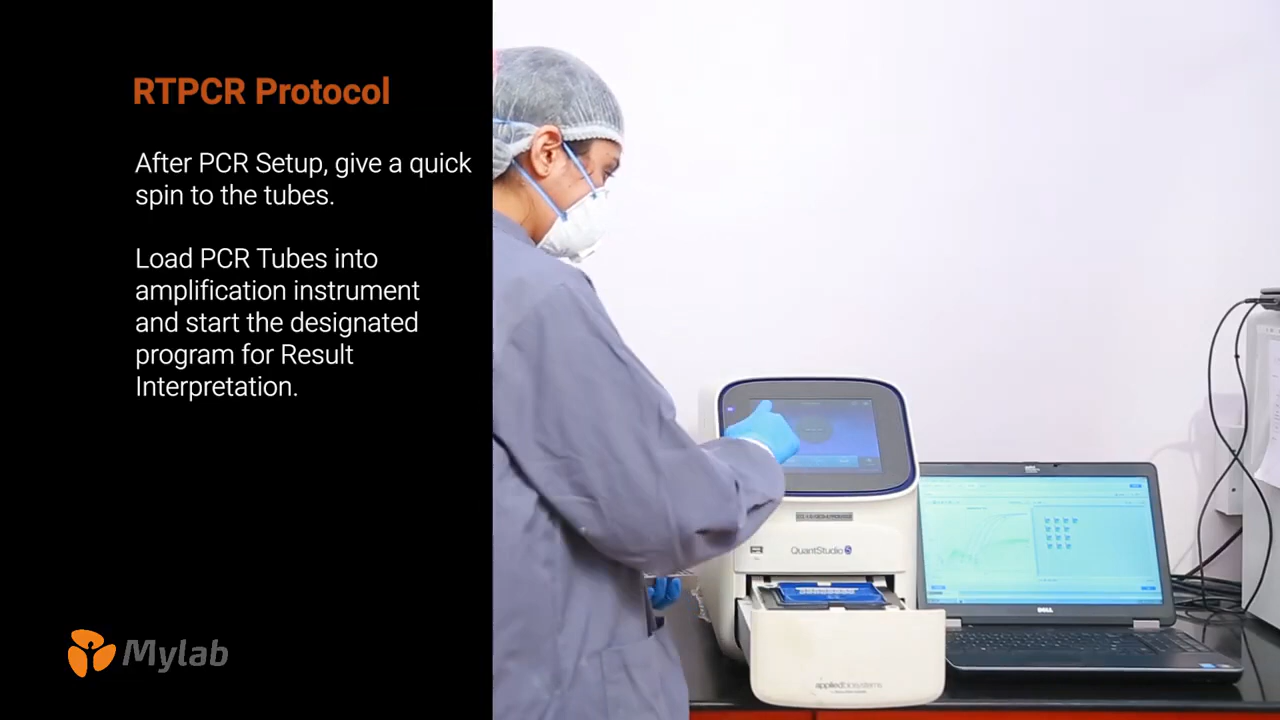 RTPCR Protocol
After PCR Setup, give a quick
spin to the tubes.
Load PCR Tubes into
amplification instrument
and start the designated
program for Result
Interpretation.
Mylab
QuantStudio 5
DELL
appliedbiosystems